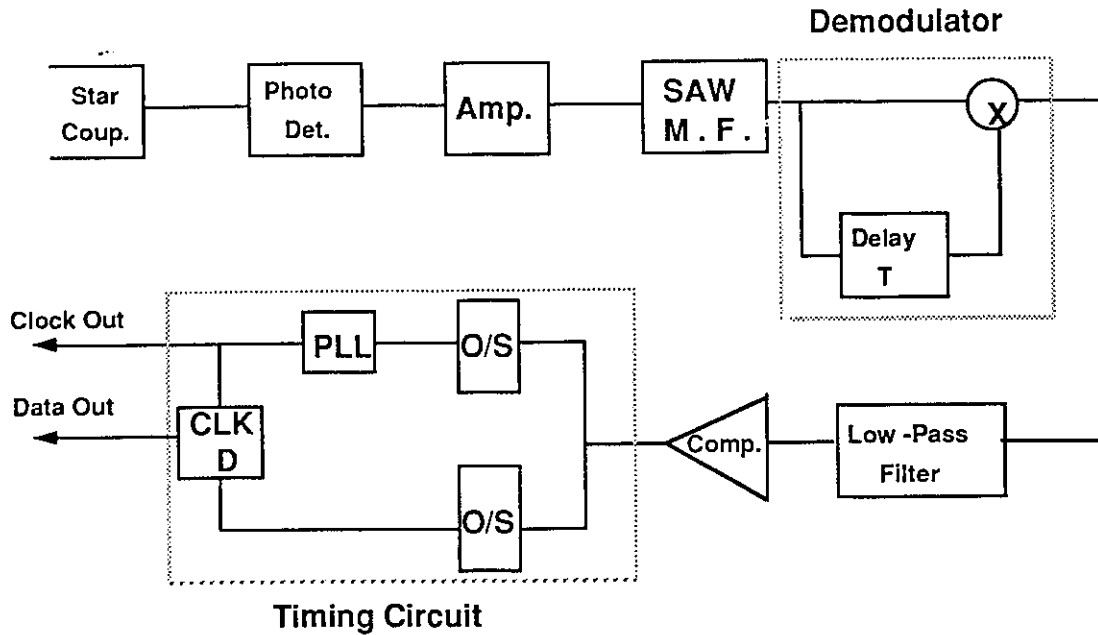 Demodulator
Star
Coup.
Photo
Det.
Amp.
SAW
M . F .
X
Delay
T
Clock Out
PLL
O/S
Data Out
CLK
D
O/S
Comp.
Low -Pass
Filter
Timing Circuit